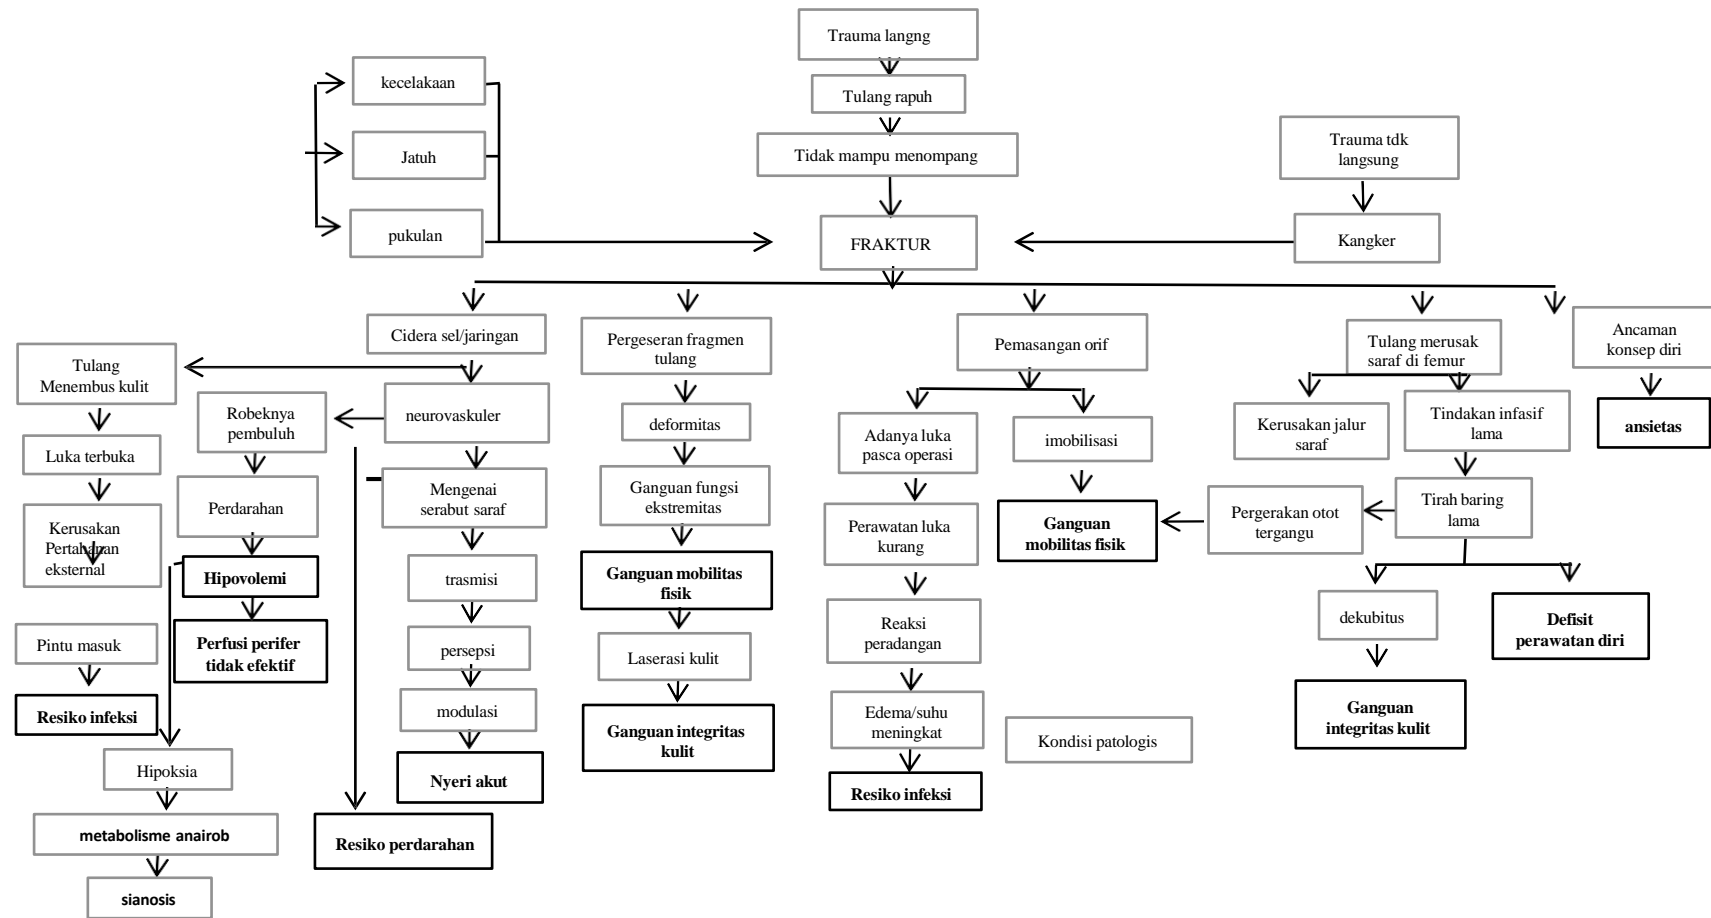 Trauma langng
kecelakaan
Tulang rapuh
Jatuh
Tidak mampu menompang
Trauma tdk
langsung
pukulan
FRAKTUR
Kangker
Cidera sel/jaringan
Pergeseran fragmen
tulang
Pemasangan orif
Tulang merusak
saraf di femur
Ancaman
konsep diri
Tulang
Menembus kulit
Robeknya
pembuluh
neurovaskuler
deformitas
Adanya luka
pasca operasi
imobilisasi
Kerusakan jalur
saraf
Tindakan infasif
lama
ansietas
Luka terbuka
Perdarahan
Mengenai
serabut saraf
Ganguan fungsi
ekstremitas
Perawatan luka
kurang
Ganguan
mobilitas fisik
Pergerakan otot
tergangu
Tirah baring
lama
Kerusakan
Pertahanan
eksternal
Hipovolemi
trasmisi
Ganguan mobilitas
fisik
Reaksi
peradangan
dekubitus
Defisit
perawatan diri
Pintu masuk
Perfusi perifer
tidak efektif
persepsi
Laserasi kulit
Resiko infeksi
modulasi
Ganguan integritas
kulit
Edema/suhu
meningkat
Kondisi patologis
Ganguan
integritas kulit
Hipoksia
Nyeri akut
Resiko infeksi
metabolisme anairob
Resiko perdarahan
sianosis